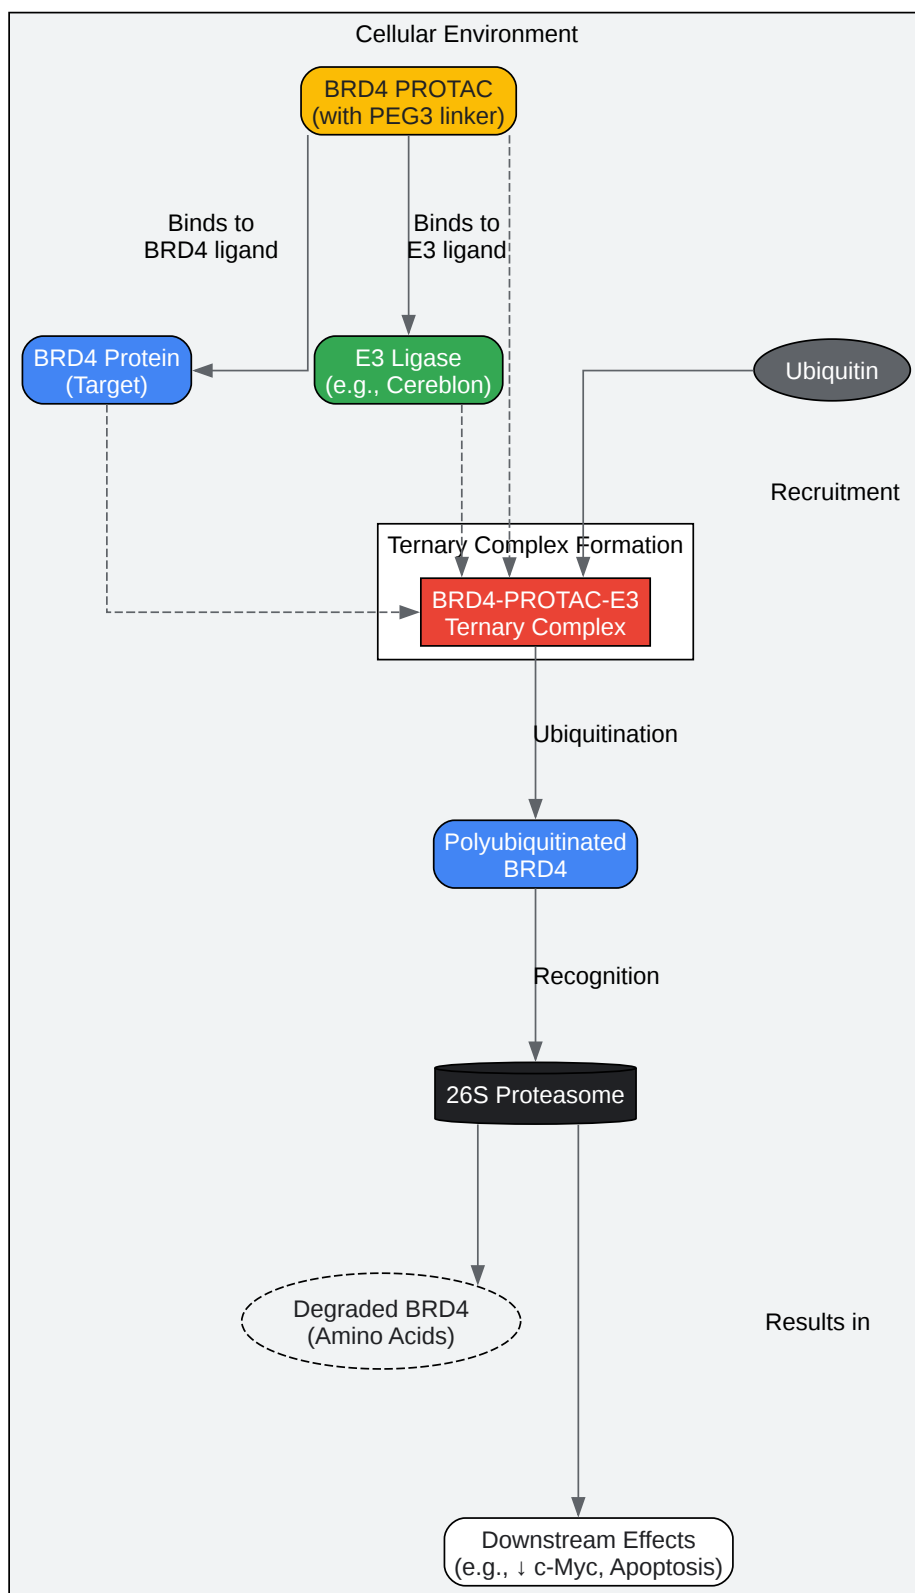 Cellular Environment
BRD4 PROTAC
(with PEG3 linker)
Binds to
BRD4 ligand
Binds to
E3 ligand
BRD4 Protein
(Target)
E3 Ligase
(e.g., Cereblon)
Ubiquitin
Recruitment
Ternary Complex Formation
BRD4-PROTAC-E3
Ternary Complex
Ubiquitination
Polyubiquitinated
BRD4
Recognition
26S Proteasome
Degraded BRD4
(Amino Acids)
Results in
Downstream Effects
(e.g., ↓ c-Myc, Apoptosis)